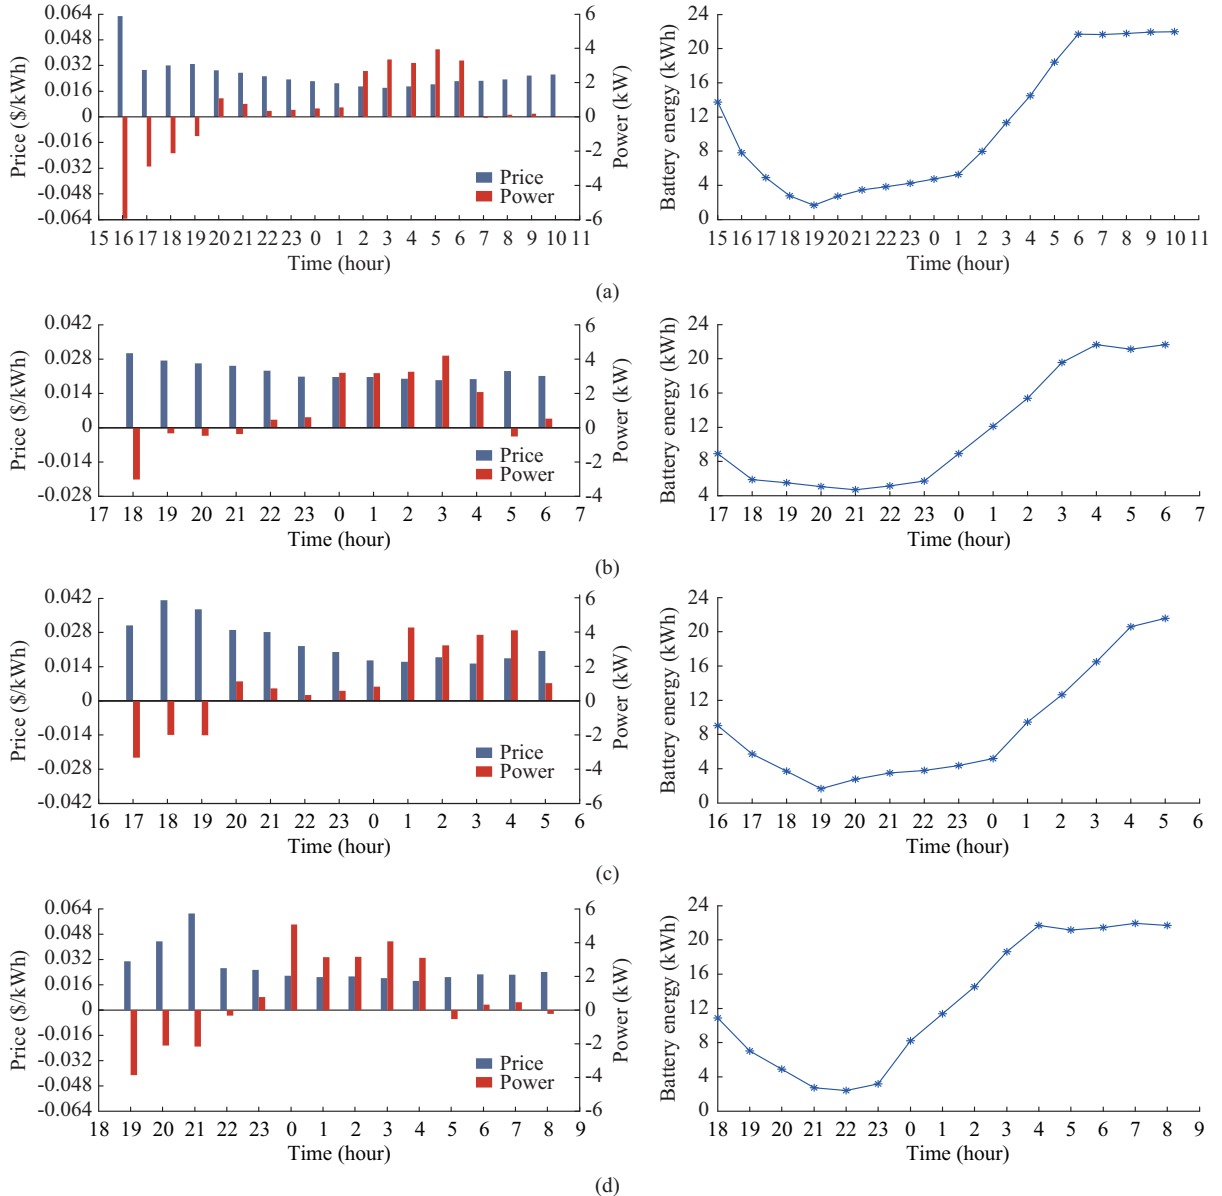 0.064
0.048
0.032
0.016
0
-0.016
-0.032
-0.048
-0.064
Price ($/kWh)
6
4
2
0
-2
-4
-6
Power (kW)
Price
Power
15 16 17 18 19 20 21 22 23 0 1 2 3 4 5 6 7 8 9 10 11
Time (hour)
24
20
16
12
8
4
0
Battery energy (kWh)
15 16 17 18 19 20 21 22 23 0 1 2 3 4 5 6 7 8 9 10 11
Time (hour)
(a)
0.042
0.028
0.014
0
-0.014
-0.028
Price ($/kWh)
6
4
2
0
-2
-4
Power (kW)
Price
Power
17 18 19 20 21 22 23 0 1 2 3 4 5 6 7
Time (hour)
24
20
16
12
8
4
Battery energy (kWh)
17 18 19 20 21 22 23 0 1 2 3 4 5 6 7
Time (hour)
(b)
0.042
0.028
0.014
0
-0.014
-0.028
-0.042
Price ($/kWh)
6
4
2
0
-2
-4
-6
Power (kW)
Price
Power
16 17 18 19 20 21 22 23 0 1 2 3 4 5 6
Time (hour)
24
20
16
12
8
4
0
Battery energy (kWh)
16 17 18 19 20 21 22 23 0 1 2 3 4 5 6
Time (hour)
(c)
0.064
0.048
0.032
0.016
0
-0.016
-0.032
-0.048
-0.064
Price ($/kWh)
6
4
2
0
-2
-4
-6
Power (kW)
Price
Power
18 19 20 21 22 23 0 1 2 3 4 5 6 7 8 9
Time (hour)
24
20
16
12
8
4
0
Battery energy (kWh)
18 19 20 21 22 23 0 1 2 3 4 5 6 7 8 9
Time (hour)
(d)